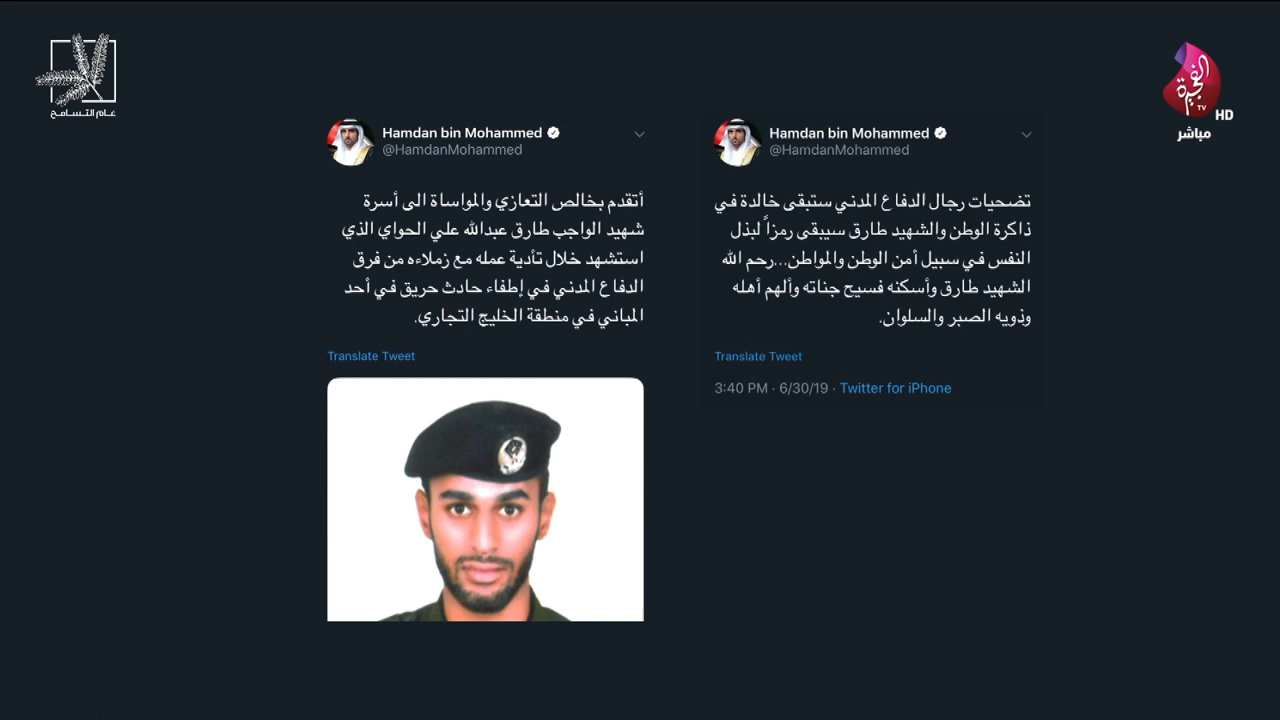 عام التسامح
الفجيرة
TV
HD
مباشر
Hamdan bin Mohammed
@HamdanMohammed
أتقدم بخالص التعازي والمواساة الى أسرة
شهيد الواجب طارق عبدالله علي الحواي الذي
استشهد خلال تأدية عمله مع زملاءه من فرق
الدفاع المدني في إطفاء حادث حريق في أحد
المباني في منطقة الخليج التجاري.
Translate Tweet
Hamdan bin Mohammed
@HamdanMohammed
تضحيات رجال الدفاع المدني ستبقى خالدة في
ذاكرة الوطن والشهيد طارق سيبقى رمزاً لبذل
النفس في سبيل أمن الوطن والمواطن...رحم الله
الشهيد طارق وأسكنه فسيح جناته وألهم أهله
وذويه الصبر والسلوان.
Translate Tweet
3:40 PM · 6/30/19 · Twitter for iPhone